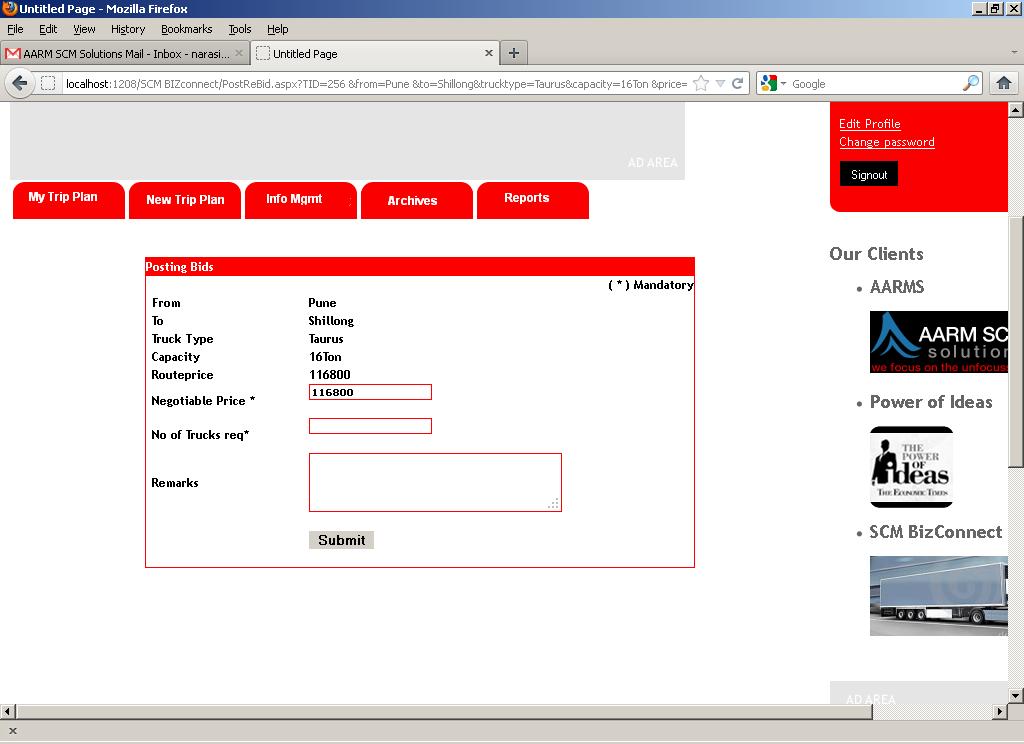 Untitled Page - Mozilla Firefox
File Edit View History Bookmarks Tools Help
AARM SCM Solutions Mail - Inbox - narasi...
Untitled Page
localhost:1208/SCM BIZconnect/PostReBid.aspx?TID=256 &from=Pune &to=Shillong&trucktype=Taurus&capacity=16Ton &price=
Google
AD AREA
Edit Profile
Change password
Signout
My Trip Plan
New Trip Plan
Info Mgmt
Archives
Reports
Posting Bids
( * ) Mandatory
From Pune
To Shillong
Truck Type Taurus
Capacity 16Ton
Routeprice 116800
Negotiable Price * 116800
No of Trucks req*
Remarks
Submit
Our Clients
AARMS
AARM SC
solution
we focus on the unfocus
Power of Ideas
THE
POWER
OF
ideas
THE ECONOMIC TIMES
SCM BizConnect
AD AREA